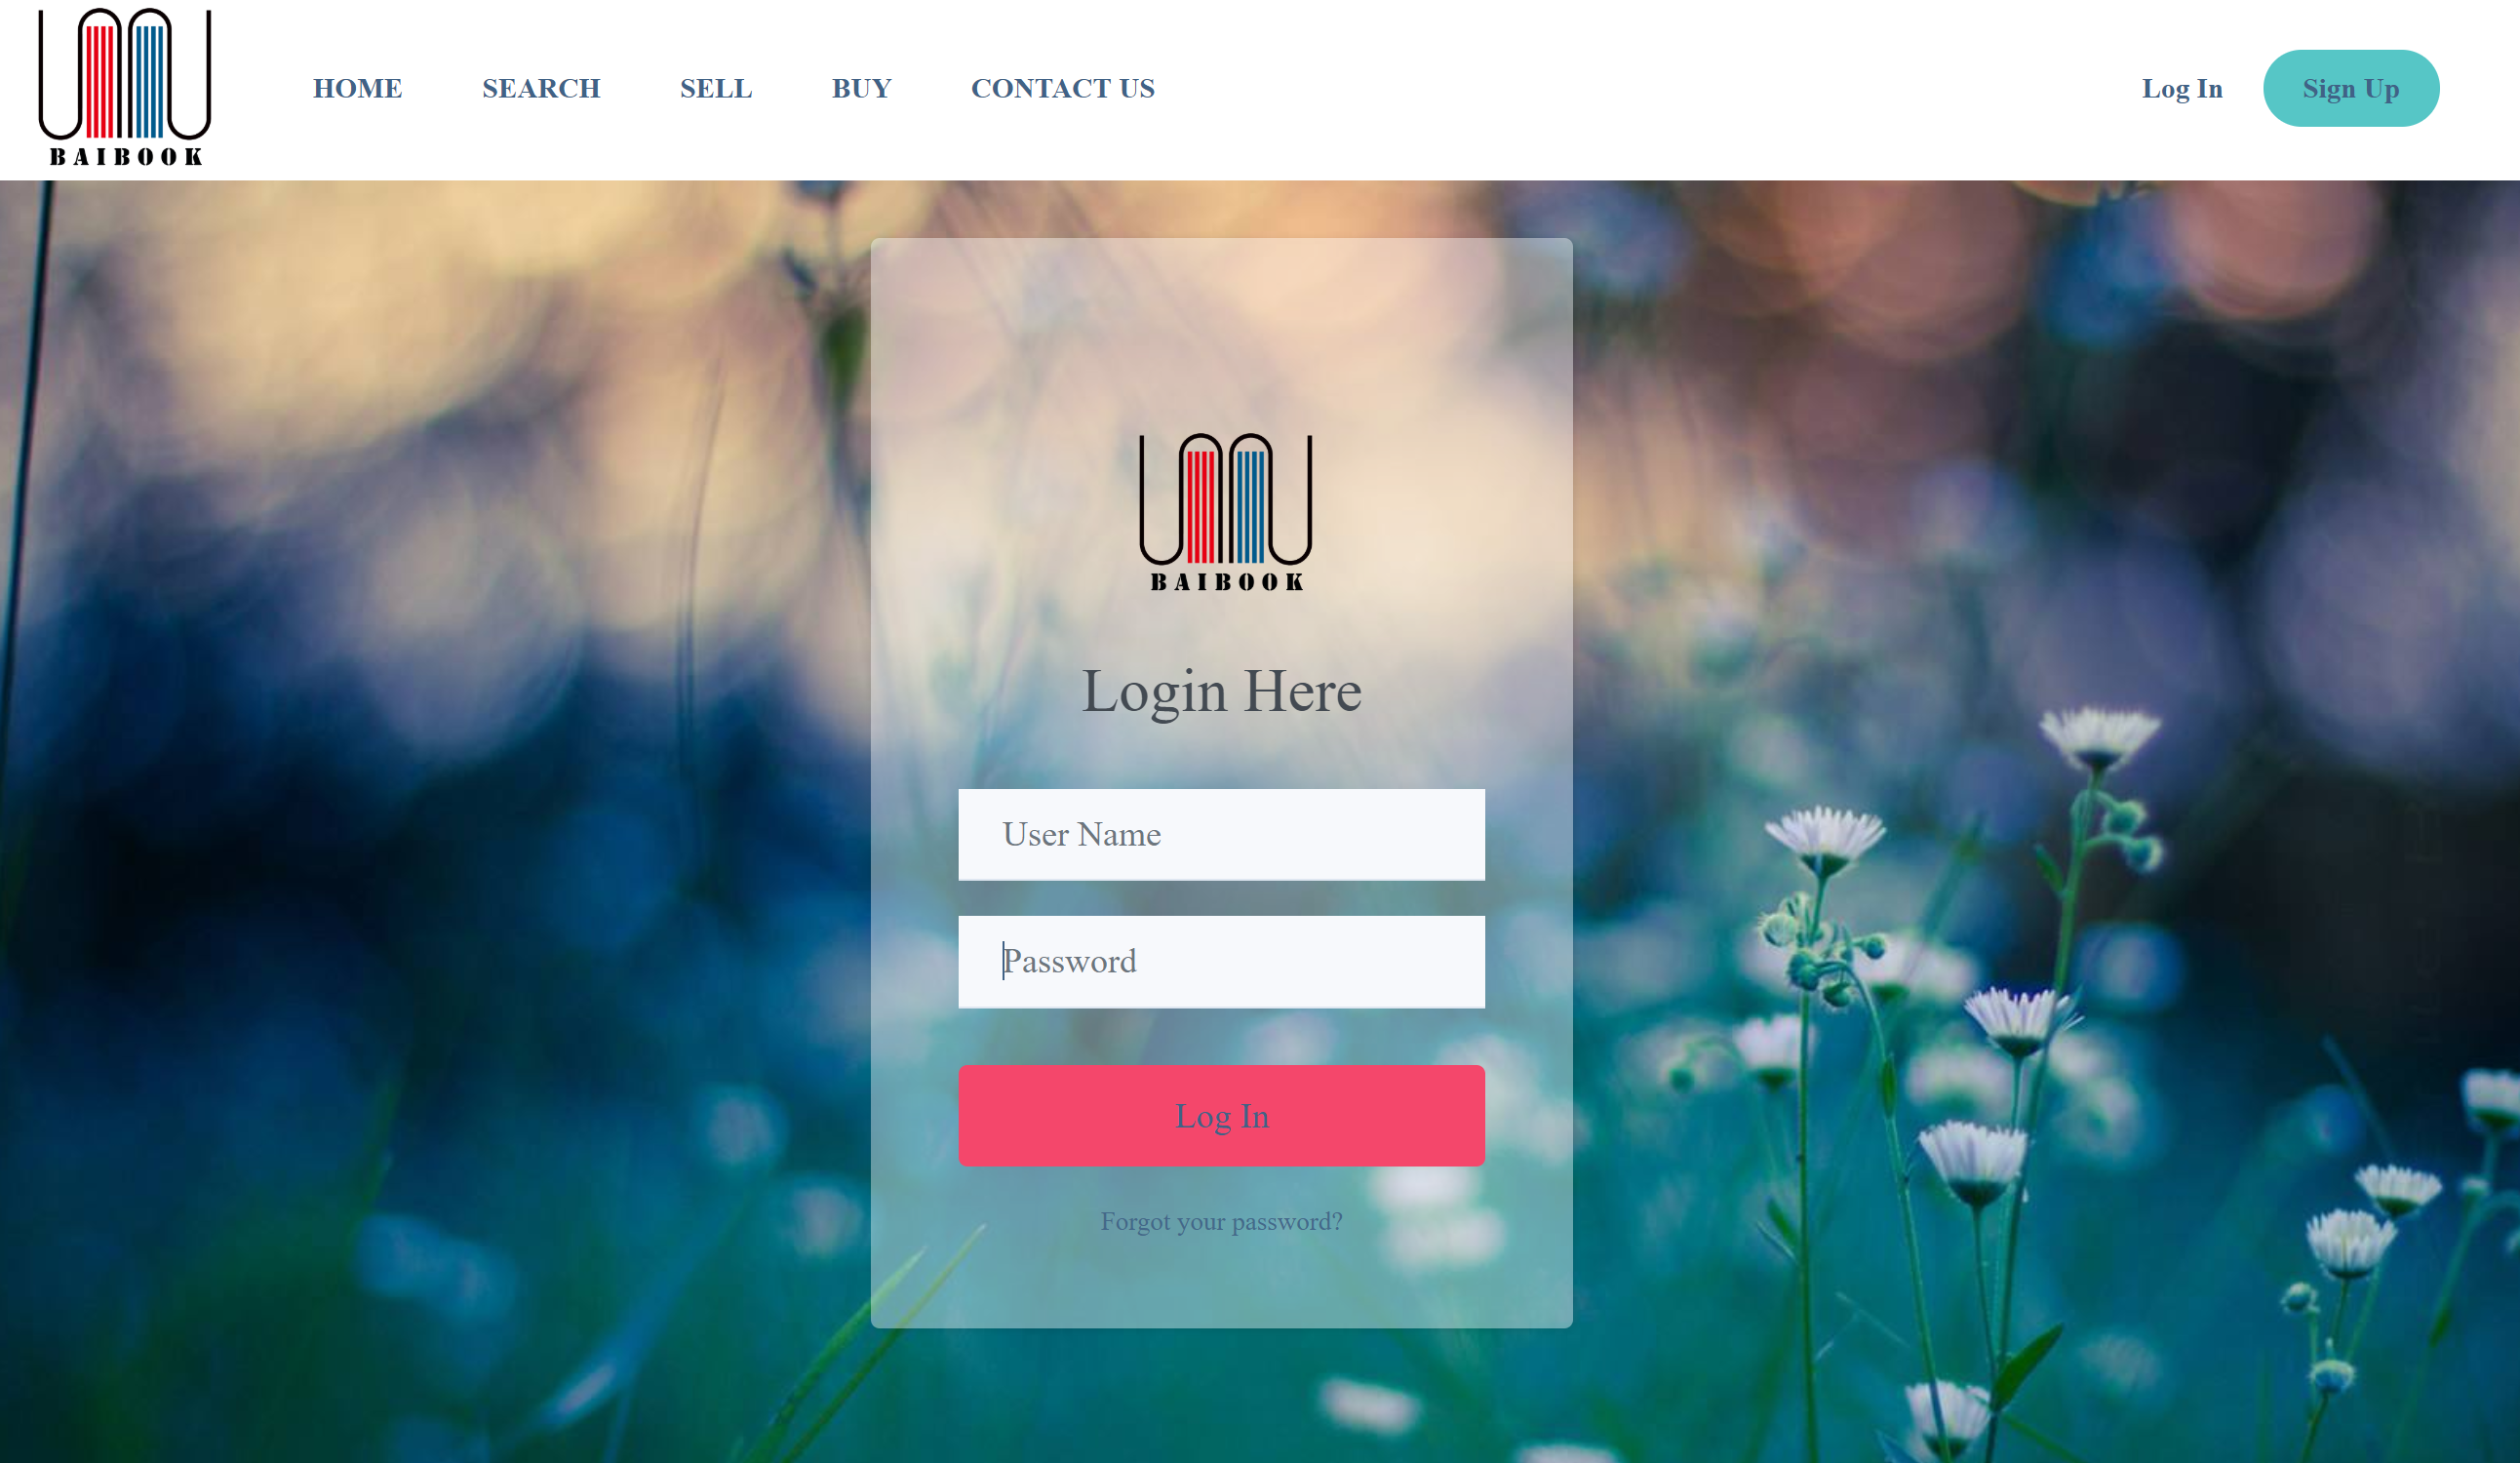 BAIBOOK
HOME SEARCH SELL BUY CONTACT US Log In Sign Up
BAIBOOK
Login Here
User Name
Password
Log In
Forgot your password?